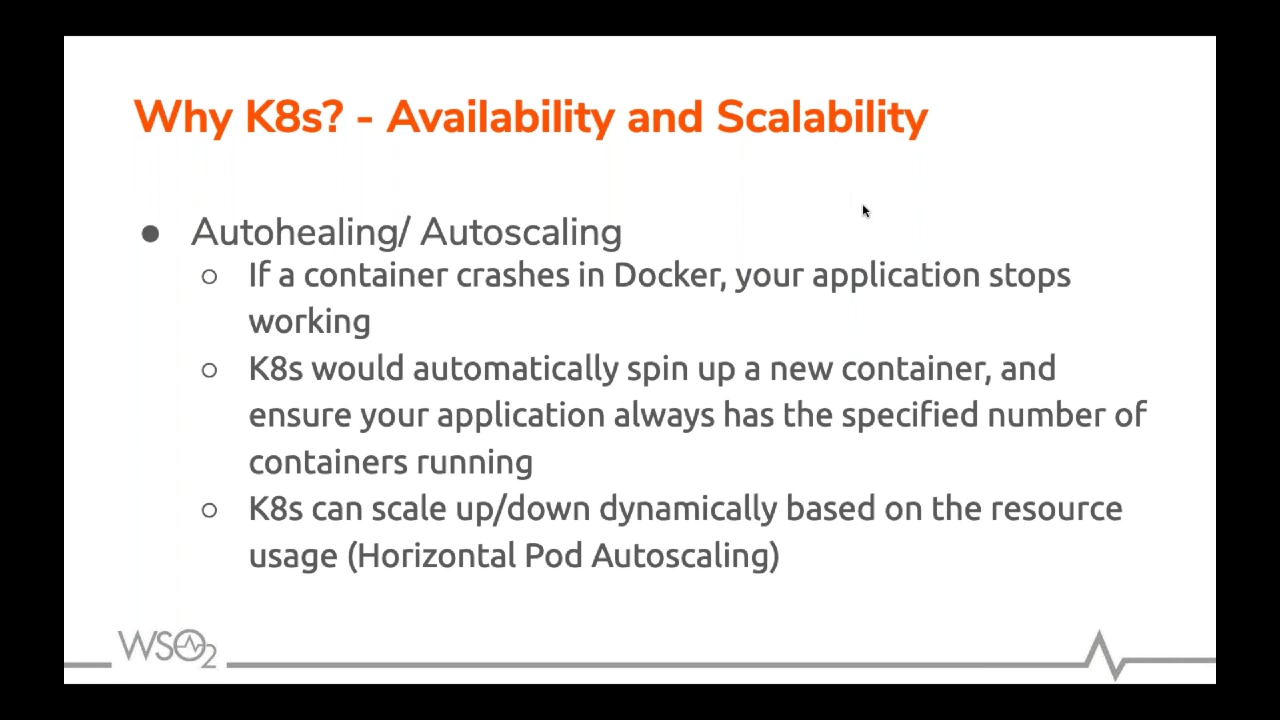 Why K8s? - Availability and Scalability
● Autohealing/ Autoscaling
○ If a container crashes in Docker, your application stops
working
○ K8s would automatically spin up a new container, and
ensure your application always has the specified number of
containers running
○ K8s can scale up/down dynamically based on the resource
usage (Horizontal Pod Autoscaling)
WSO2